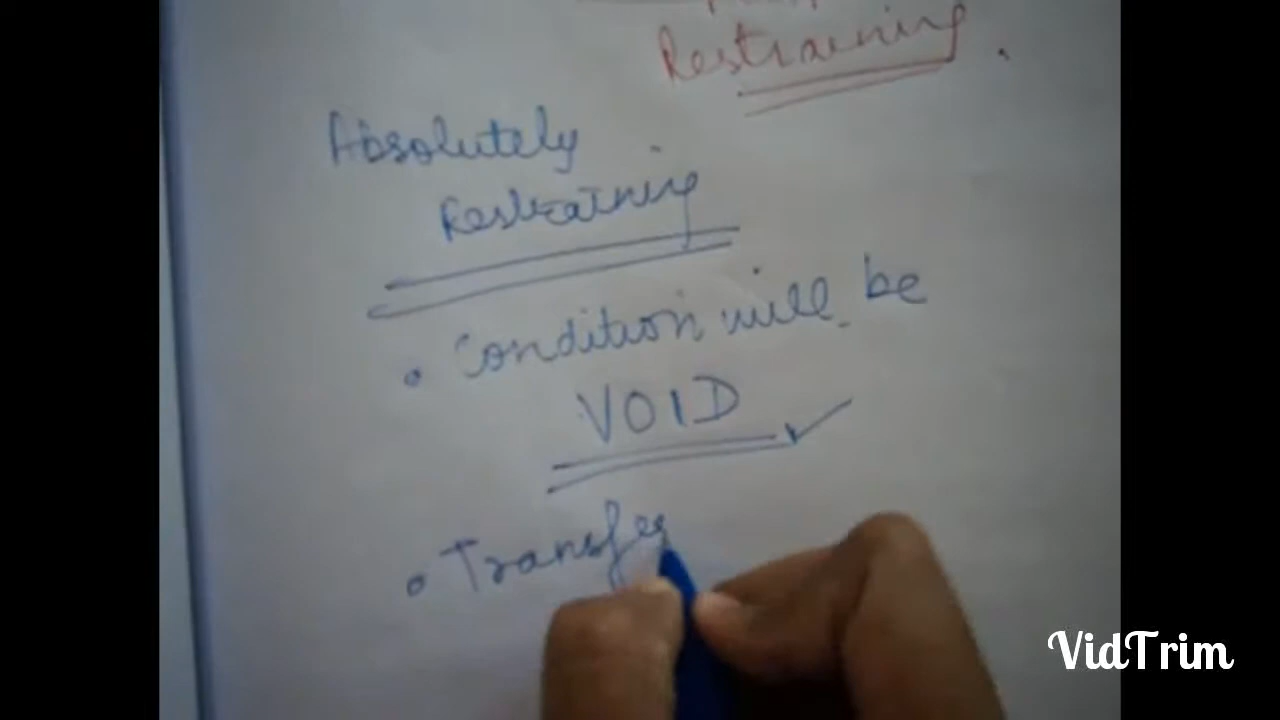 Restraining
Absolutely
Restraining
• Condition will be
VOID
• Transfer
VidTrim